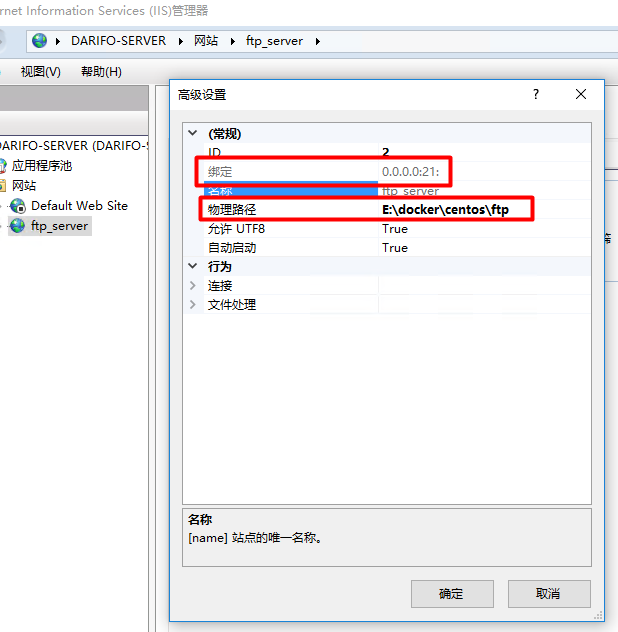 rnet Information Services (IIS)管理器
DARIFO-SERVER 网站 ftp_server
视图(V) 帮助(H)
高级设置 ?
DARIFO-SERVER (DARIFO-S
应用程序池
网站
Default Web Site
ftp_server
(常规)
ID 2
绑定 0.0.0.0:21:
名称 ftp_server
物理路径 E:\docker\centos\ftp
允许 UTF8 True
自动启动 True
行为
连接
文件处理
名称
[name] 站点的唯一名称。
确定 取消